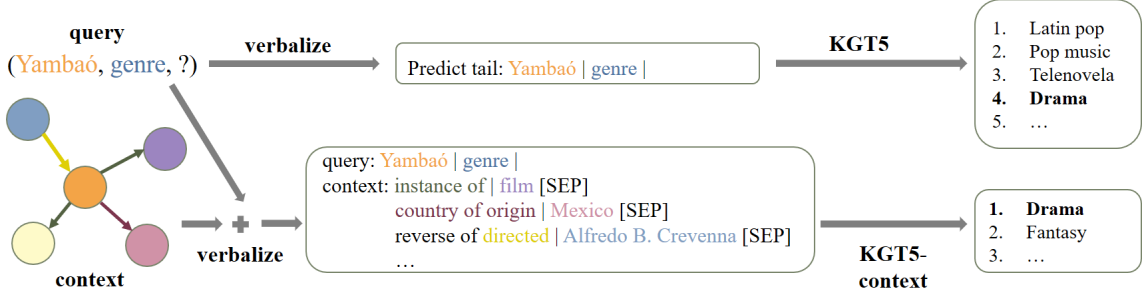 query
(Yambaó, genre, ?)
verbalize
Predict tail: Yambaó | genre |
KGT5
1. Latin pop
2. Pop music
3. Telenovela
4. Drama
5. …
context
verbalize
query: Yambaó | genre |
context: instance of | film [SEP]
country of origin | Mexico [SEP]
reverse of directed | Alfredo B. Crevenna [SEP]
…
KGT5-
context
1. Drama
2. Fantasy
3. …